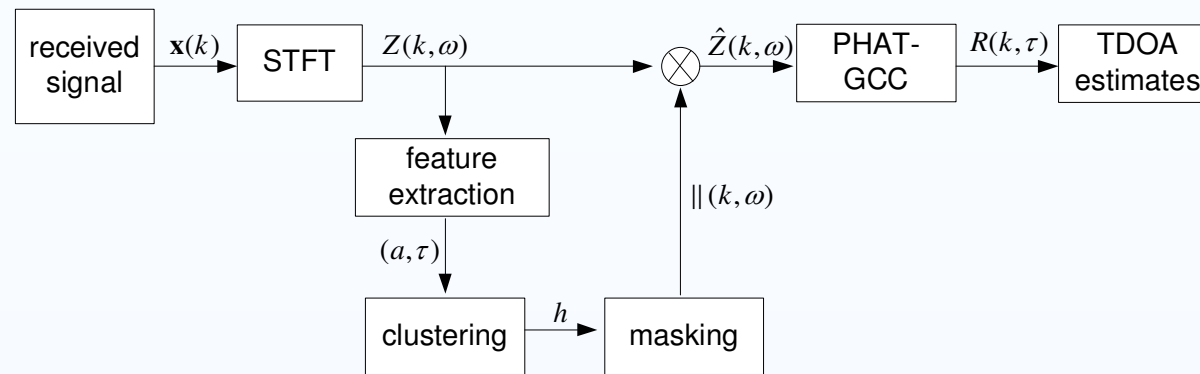 received
signal
𝐱(k)
STFT
Z(k,ω)
Ẑ(k,ω)
PHAT-
GCC
R(k,τ)
TDOA
estimates
feature
extraction
||(k,ω)
(a,τ)
clustering
h
masking